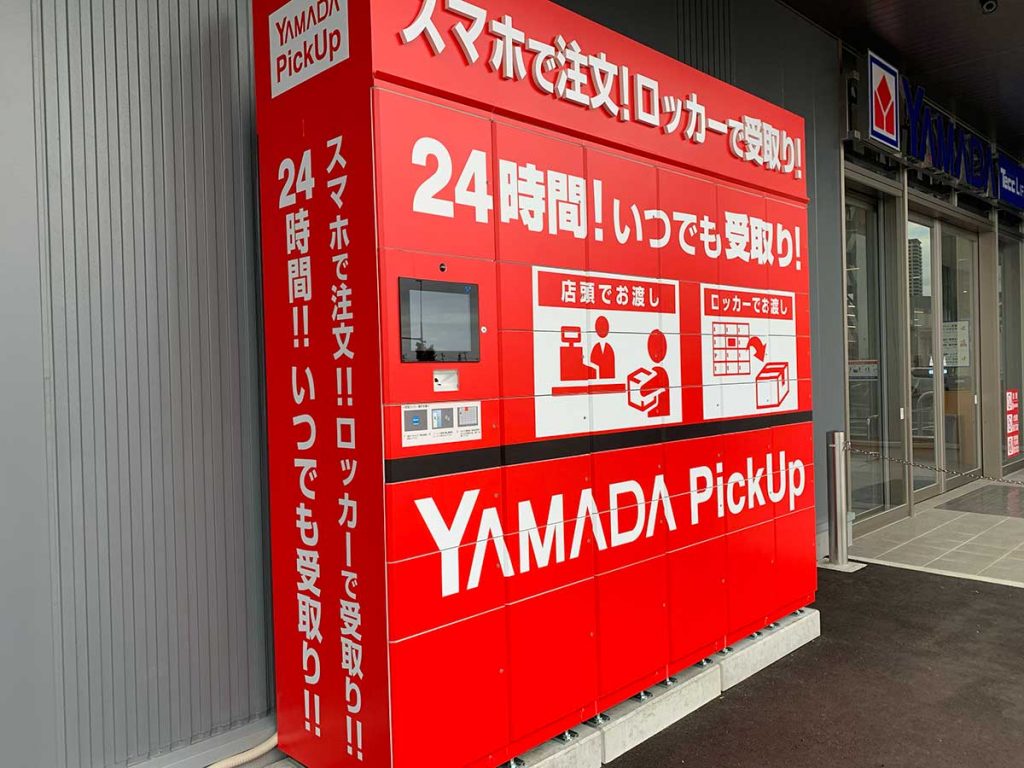 YAMADA
PickUp
スマホで注文!ロッカーで受取り!
スマホで注文!!ロッカーで受取り!!
24時間!!いつでも受取り!!
24時間!いつでも受取り!
店頭でお渡し
ロッカーでお渡し
YAMADA PickUp
YAMADA
Tecc L